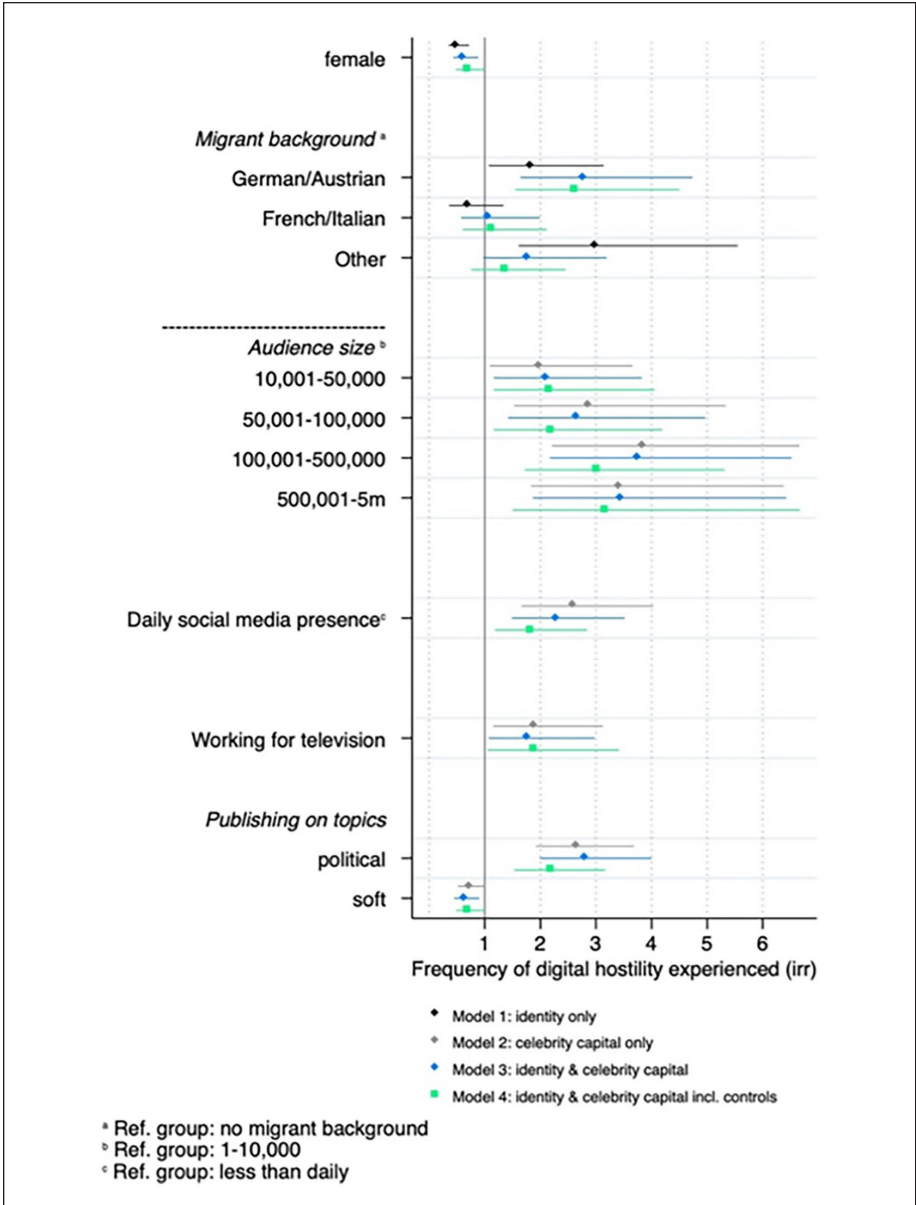 female
Migrant background ᵃ
German/Austrian
French/Italian
Other
Audience size ᵇ
10,001-50,000
50,001-100,000
100,001-500,000
500,001-5m
Daily social media presenceᶜ
Working for television
Publishing on topics
political
soft
1 2 3 4 5 6
Frequency of digital hostility experienced (irr)
Model 1: identity only
Model 2: celebrity capital only
Model 3: identity & celebrity capital
Model 4: identity & celebrity capital incl. controls
ᵃ Ref. group: no migrant background
ᵇ Ref. group: 1-10,000
ᶜ Ref. group: less than daily